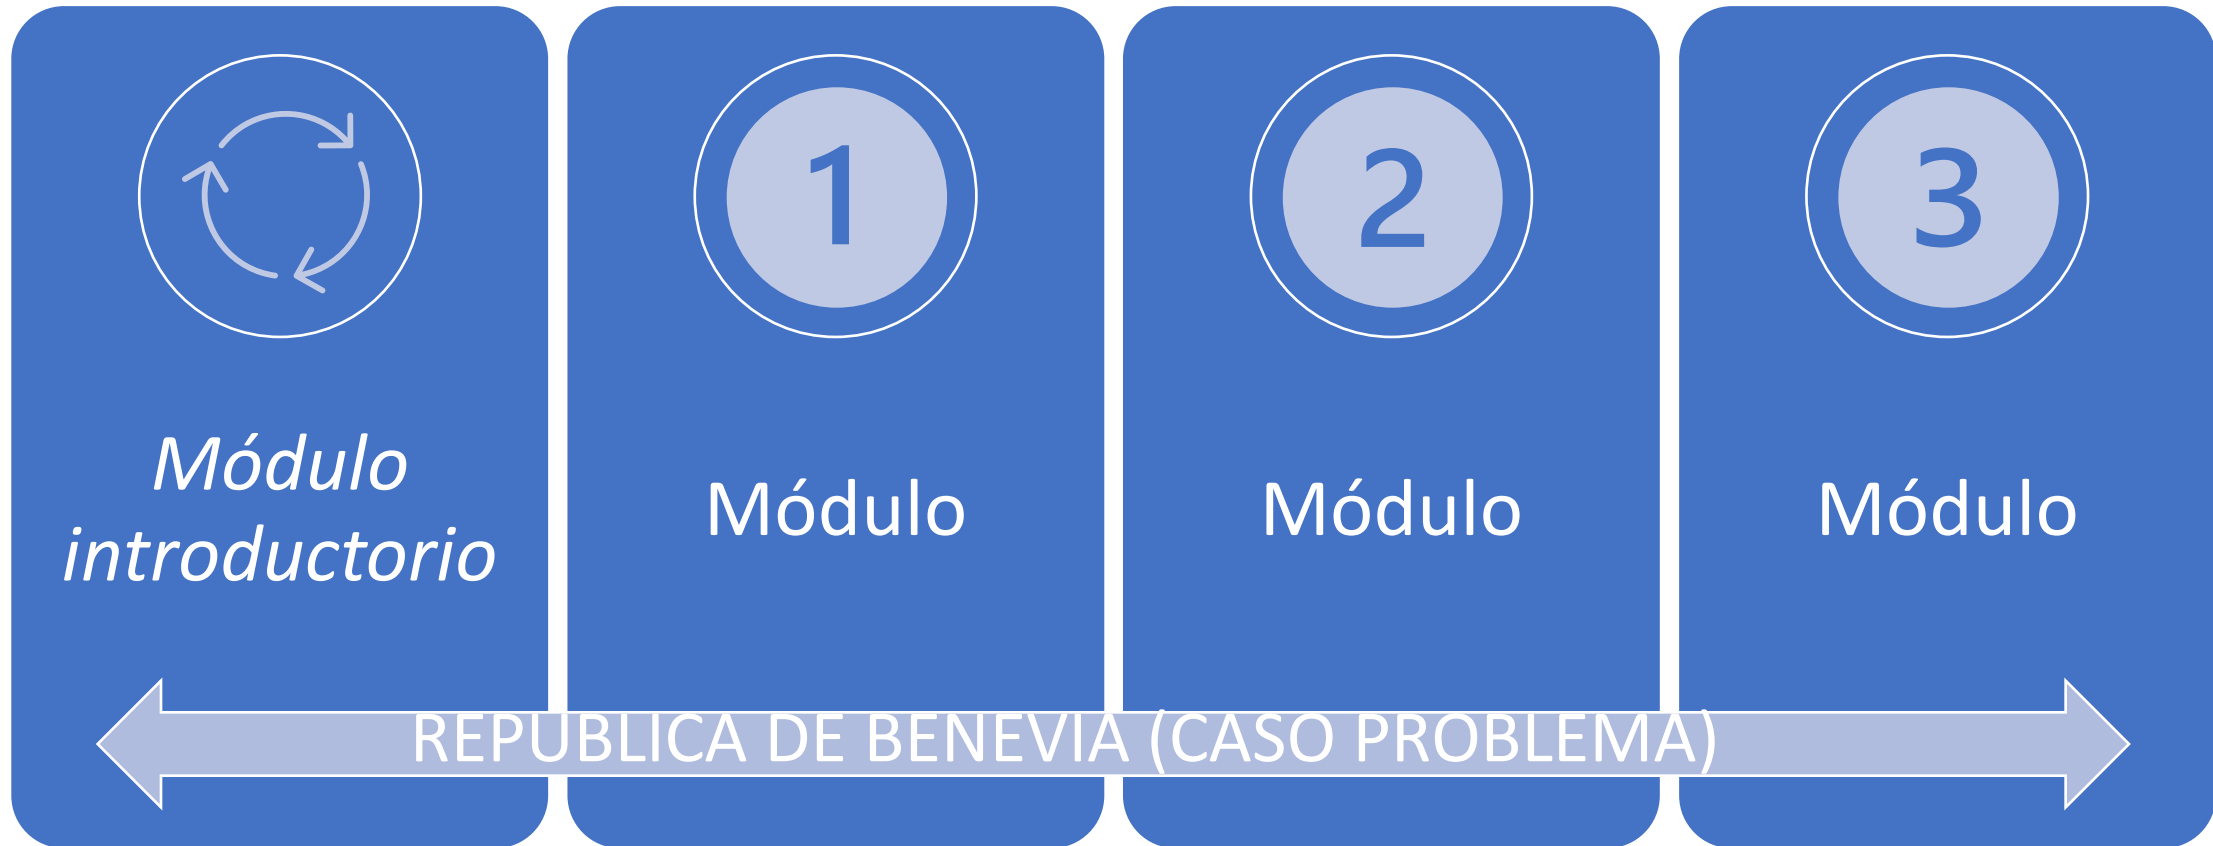 1
2
3
Módulo
introductorio
Módulo
Módulo
Módulo
REPUBLICA DE BENEVIA (CASO PROBLEMA)